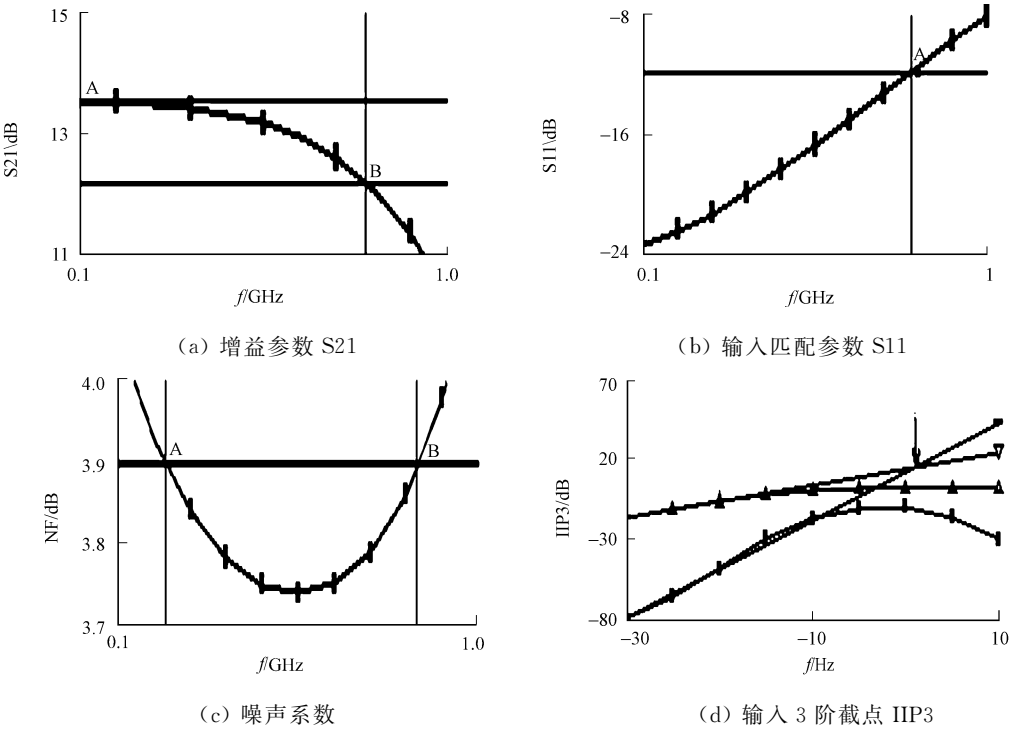 15
13
11
S21\dB
A
B
0.1
1.0
f/GHz
(a) 增益参数 S21
-8
-16
-24
S11\dB
A
0.1
1
f/GHz
(b) 输入匹配参数 S11
4.0
3.9
3.8
3.7
NF/dB
A
B
0.1
1.0
f/GHz
(c) 噪声系数
70
20
-30
-80
IIP3/dB
-30
-10
10
f/Hz
(d) 输入 3 阶截点 IIP3